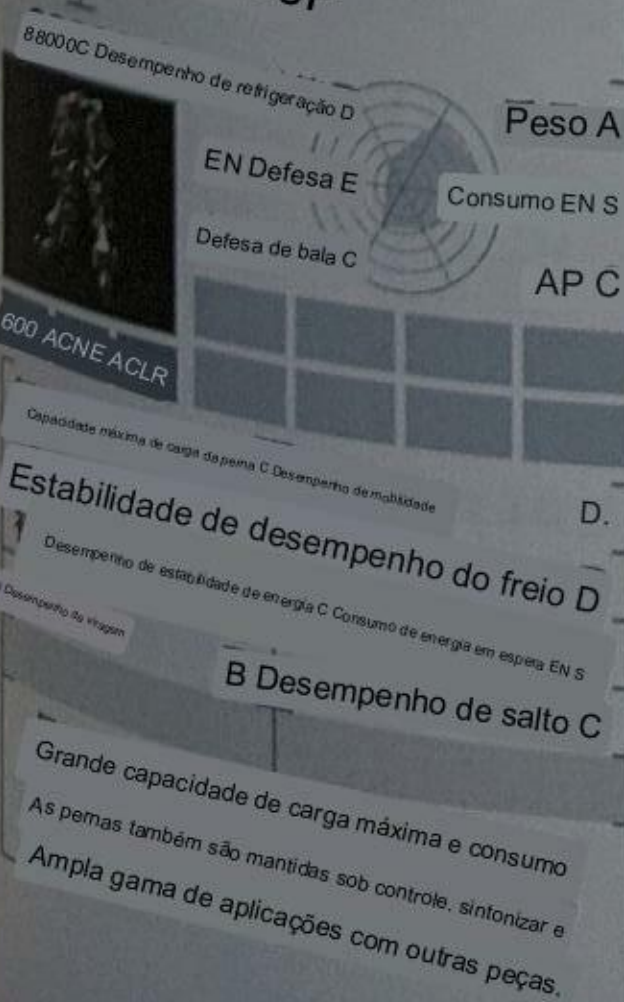 88000C Desempenho de refrigeração D
Peso A
EN Defesa E
Consumo EN S
Defesa de bala C
AP C
600 ACNE ACLR
Capacidade máxima de carga da perna C Desempenho de mobilidade
D.
Estabilidade de desempenho do freio D
Desempenho de estabilidade de energia C Consumo de energia em espera EN S
Desempenho da viragem
B Desempenho de salto C
Grande capacidade de carga máxima e consumo
As pernas também são mantidas sob controle. sintonizar e
Ampla gama de aplicações com outras peças.